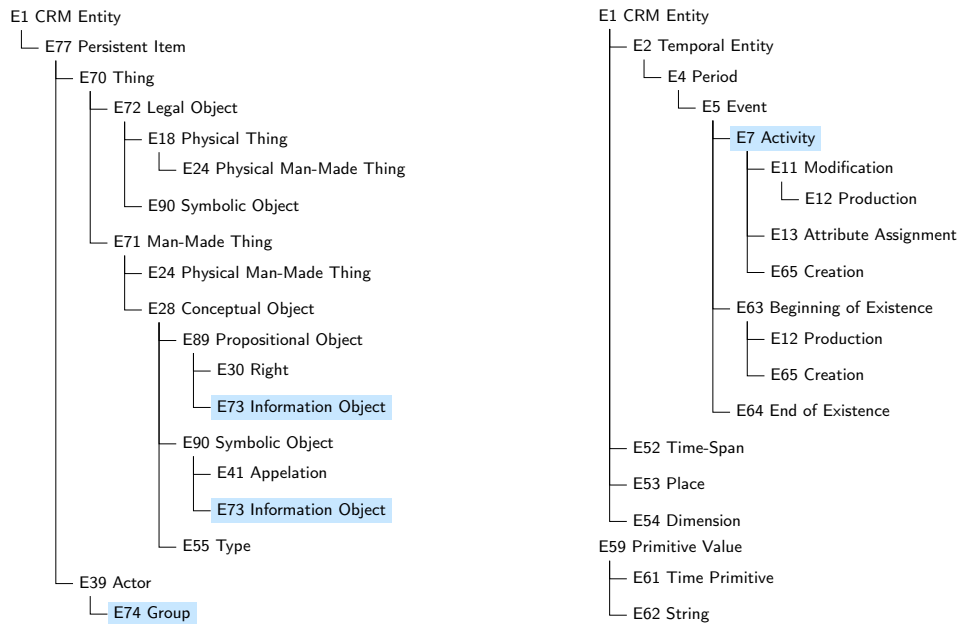 E1 CRM Entity
E77 Persistent Item
E70 Thing
E72 Legal Object
E18 Physical Thing
E24 Physical Man-Made Thing
E90 Symbolic Object
E71 Man-Made Thing
E24 Physical Man-Made Thing
E28 Conceptual Object
E89 Propositional Object
E30 Right
E73 Information Object
E90 Symbolic Object
E41 Appelation
E73 Information Object
E55 Type
E39 Actor
E74 Group
E1 CRM Entity
E2 Temporal Entity
E4 Period
E5 Event
E7 Activity
E11 Modification
E12 Production
E13 Attribute Assignment
E65 Creation
E63 Beginning of Existence
E12 Production
E65 Creation
E64 End of Existence
E52 Time-Span
E53 Place
E54 Dimension
E59 Primitive Value
E61 Time Primitive
E62 String